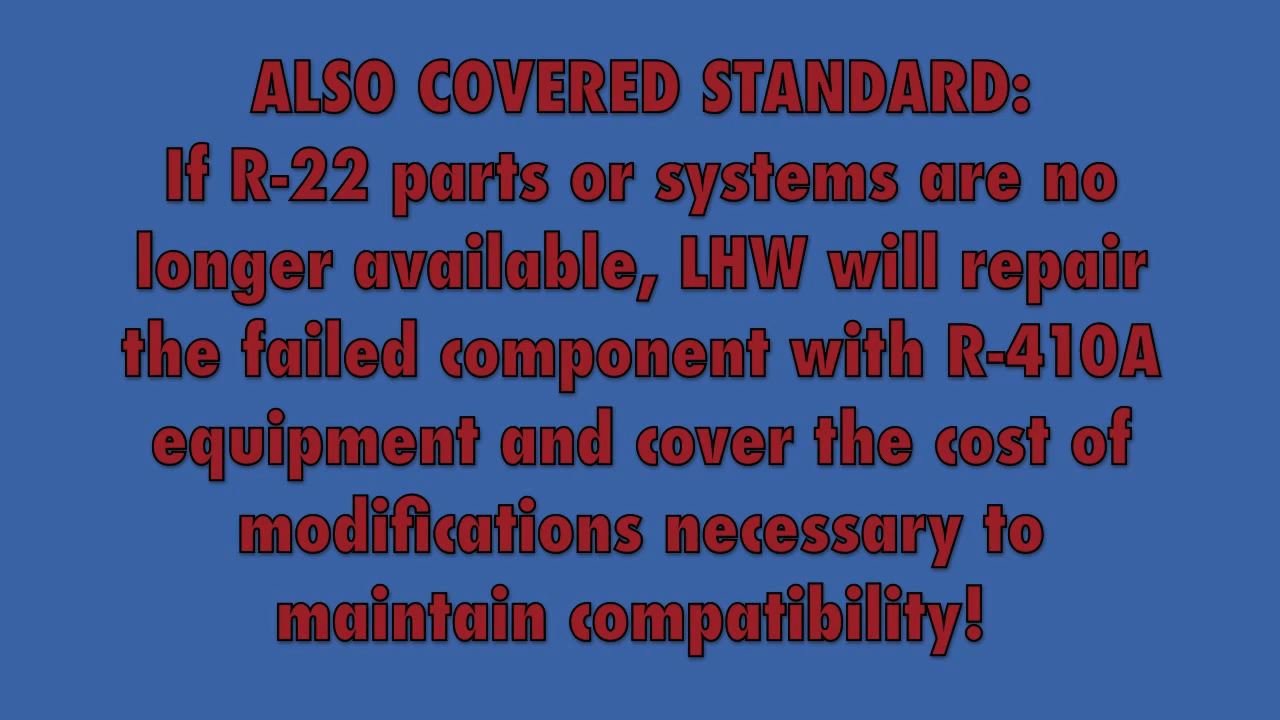 ALSO COVERED STANDARD:
If R-22 parts or systems are no
longer available, LHW will repair
the failed component with R-410A
equipment and cover the cost of
modifications necessary to
maintain compatibility!